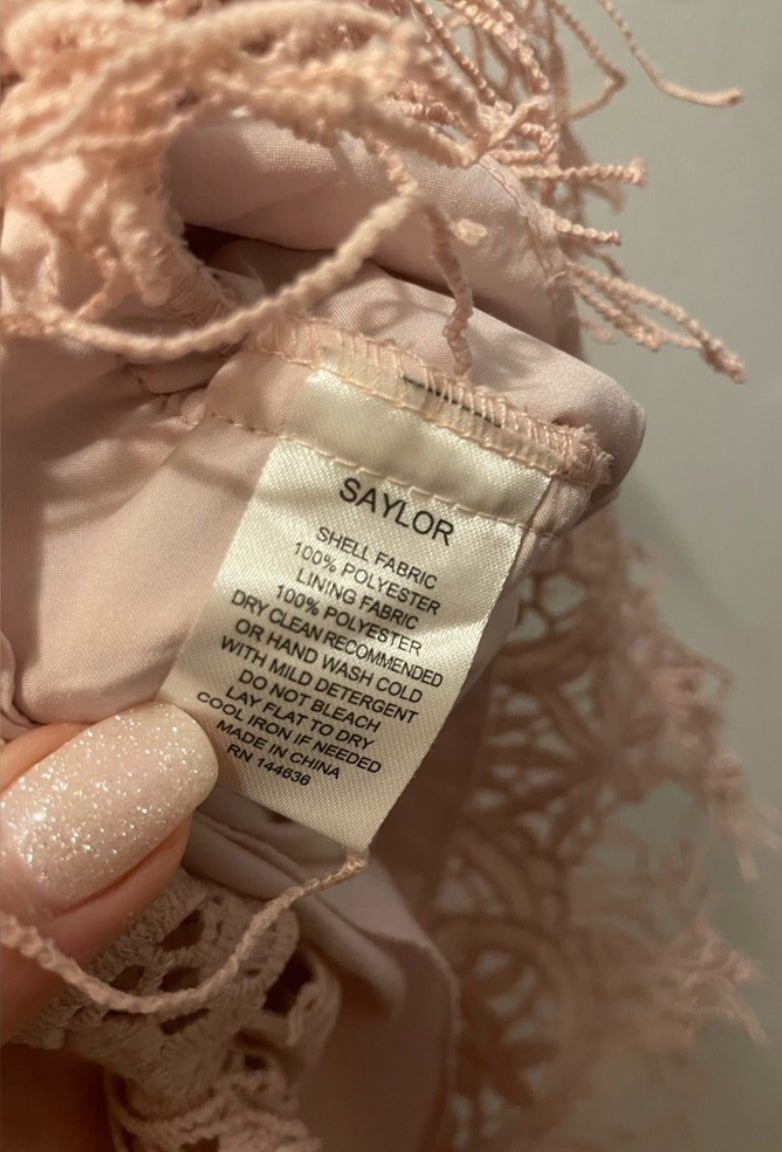 SAYLOR
SHELL FABRIC
100% POLYESTER
LINING FABRIC
100% POLYESTER
DRY CLEAN RECOMMENDED
OR HAND WASH COLD
WITH MILD DETERGENT
DO NOT BLEACH
LAY FLAT TO DRY
COOL IRON IF NEEDED
MADE IN CHINA
RN 144636